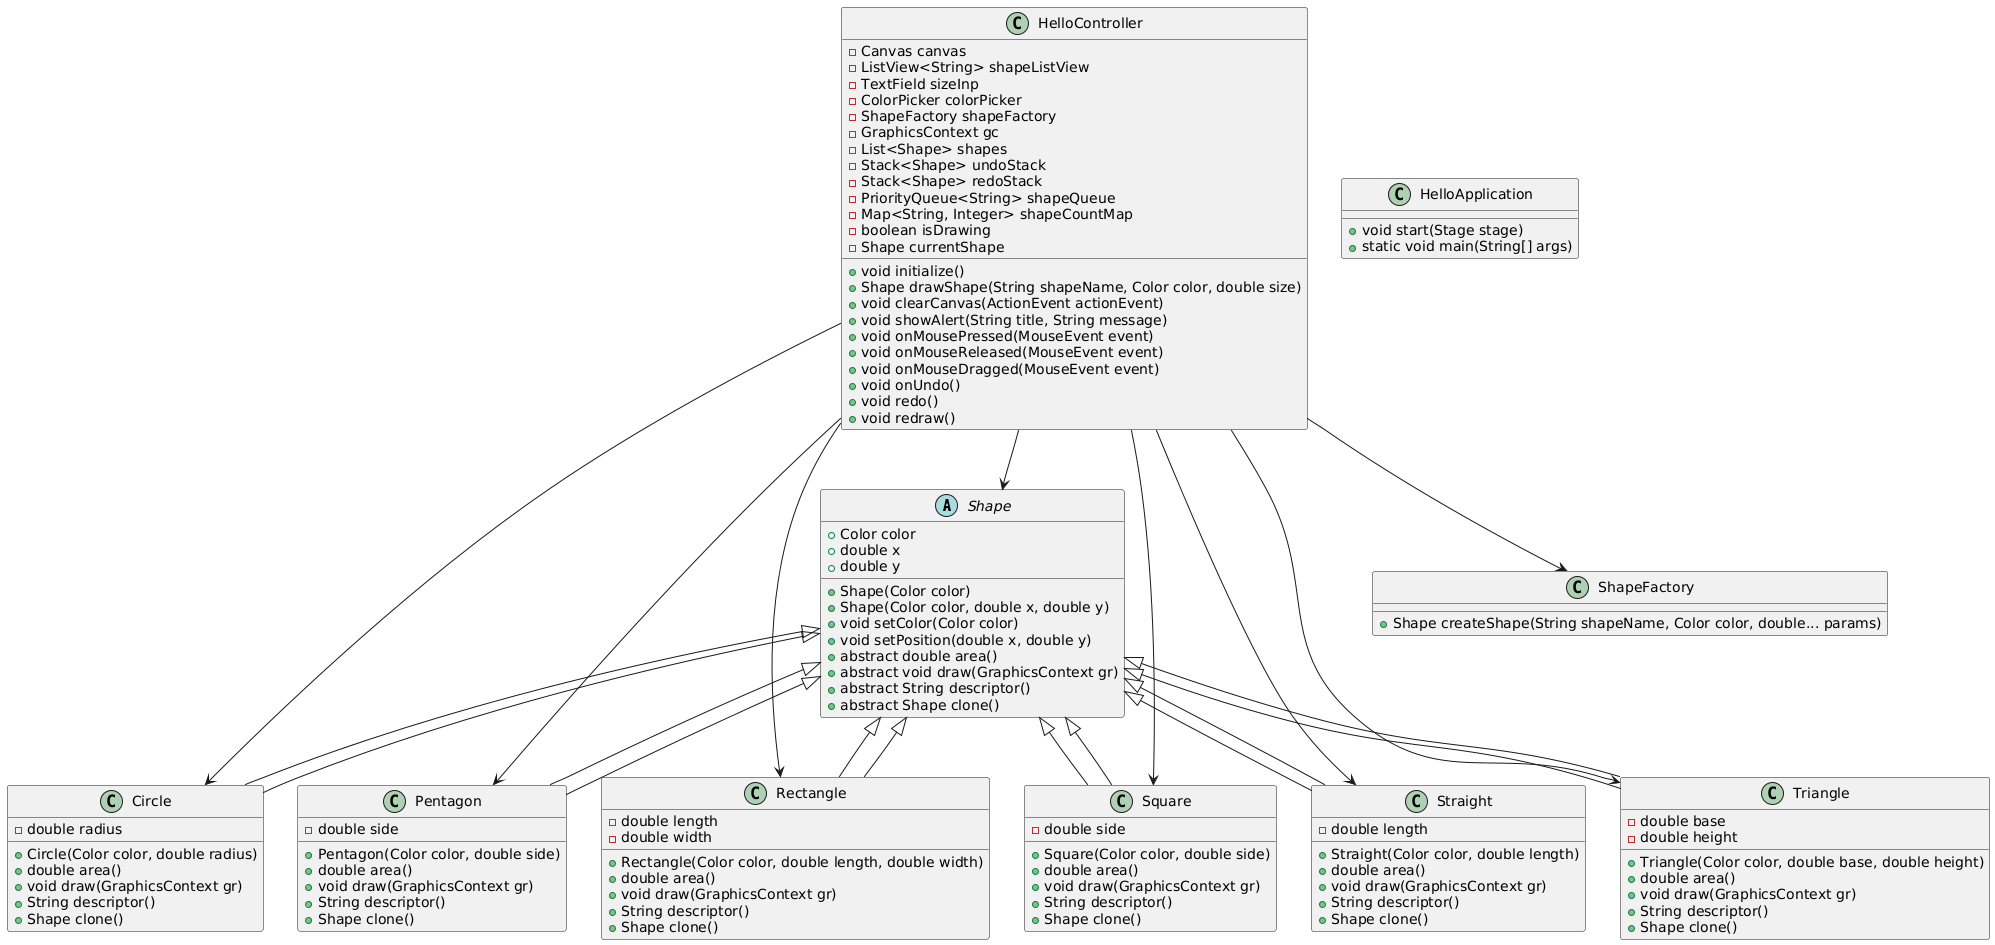 C HelloController
Canvas canvas
ListView<String> shapeListView
TextField sizeInp
ColorPicker colorPicker
ShapeFactory shapeFactory
GraphicsContext gc
List<Shape> shapes
Stack<Shape> undoStack
Stack<Shape> redoStack
PriorityQueue<String> shapeQueue
Map<String, Integer> shapeCountMap
boolean isDrawing
Shape currentShape
void initialize()
Shape drawShape(String shapeName, Color color, double size)
void clearCanvas(ActionEvent actionEvent)
void showAlert(String title, String message)
void onMousePressed(MouseEvent event)
void onMouseReleased(MouseEvent event)
void onMouseDragged(MouseEvent event)
void onUndo()
void redo()
void redraw()
C HelloApplication
void start(Stage stage)
static void main(String[] args)
A Shape
Color color
double x
double y
Shape(Color color)
Shape(Color color, double x, double y)
void setColor(Color color)
void setPosition(double x, double y)
abstract double area()
abstract void draw(GraphicsContext gr)
abstract String descriptor()
abstract Shape clone()
C ShapeFactory
Shape createShape(String shapeName, Color color, double... params)
C Circle
double radius
Circle(Color color, double radius)
double area()
void draw(GraphicsContext gr)
String descriptor()
Shape clone()
C Pentagon
double side
Pentagon(Color color, double side)
double area()
void draw(GraphicsContext gr)
String descriptor()
Shape clone()
C Rectangle
double length
double width
Rectangle(Color color, double length, double width)
double area()
void draw(GraphicsContext gr)
String descriptor()
Shape clone()
C Square
double side
Square(Color color, double side)
double area()
void draw(GraphicsContext gr)
String descriptor()
Shape clone()
C Straight
double length
Straight(Color color, double length)
double area()
void draw(GraphicsContext gr)
String descriptor()
Shape clone()
C Triangle
double base
double height
Triangle(Color color, double base, double height)
double area()
void draw(GraphicsContext gr)
String descriptor()
Shape clone()